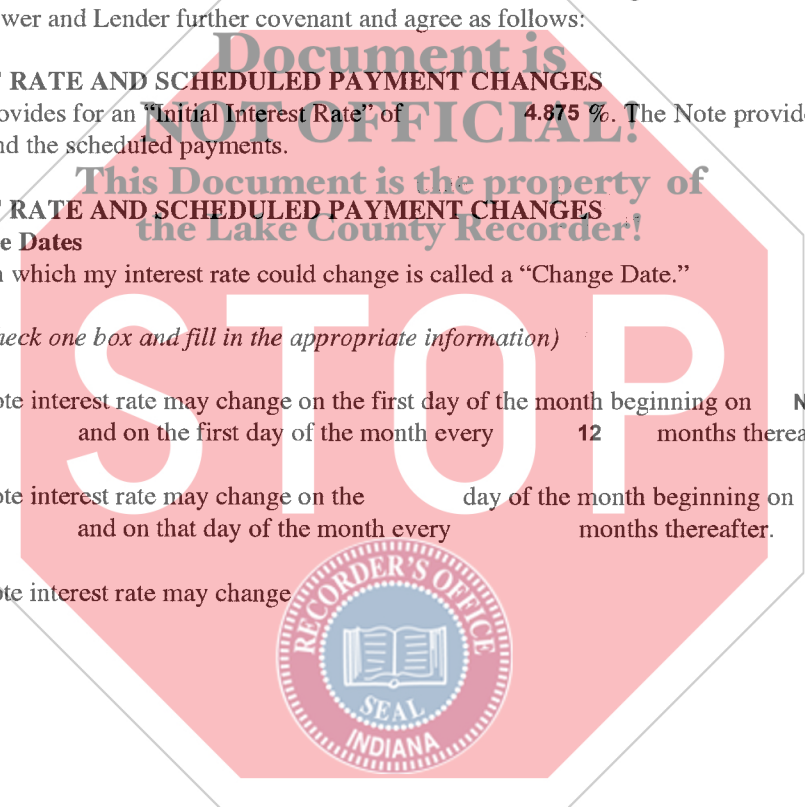 wer and Lender further covenant and agree as follows:
Document is
RATE AND SCHEDULED PAYMENT CHANGES
ovides for an “Initial Interest Rate” of 4.875 %. The Note provide
NOT OFFICIAL!
nd the scheduled payments.
This Document is the property of
RATE AND SCHEDULED PAYMENT CHANGES
the Lake County Recorder!
e Dates
n which my interest rate could change is called a “Change Date.”
STOP
heck one box and fill in the appropriate information)
ote interest rate may change on the first day of the month beginning on N
and on the first day of the month every 12 months therea
ote interest rate may change on the day of the month beginning on
and on that day of the month every months thereafter.
ote interest rate may change
RECORDER'S OFFICE
SEAL
INDIANA